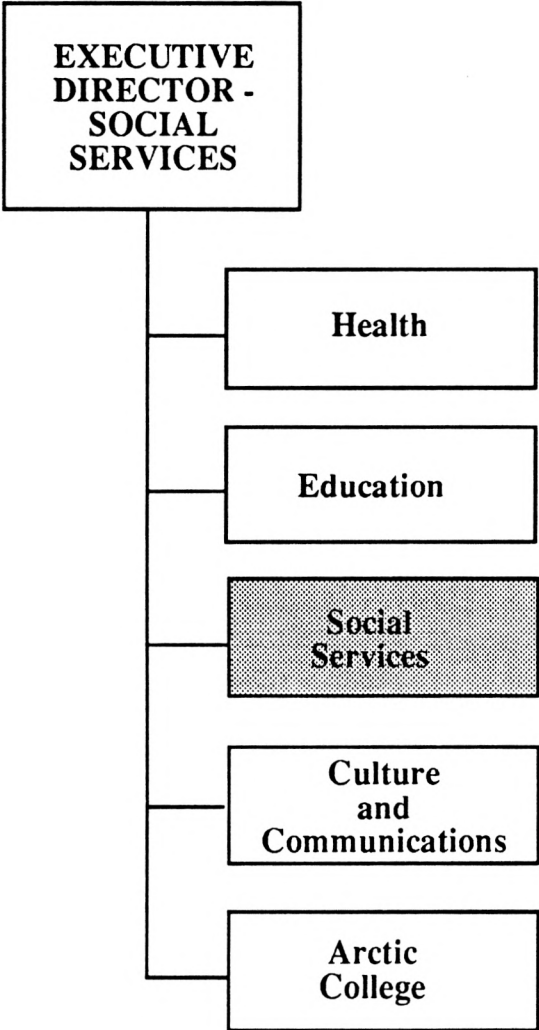 EXECUTIVE
DIRECTOR -
SOCIAL
SERVICES
Health
Education
Social
Services
Culture
and
Communications
Arctic
College